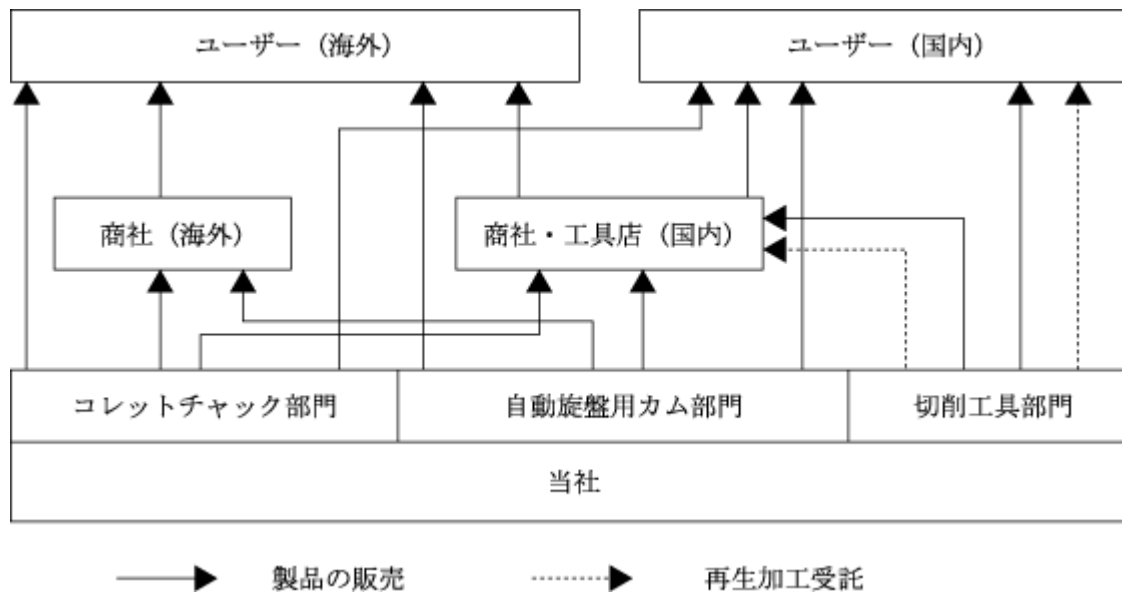 ユーザー（海外）
ユーザー（国内）
商社（海外）
商社・工具店（国内）
コレットチャック部門
自動旋盤用カム部門
切削工具部門
当社
製品の販売
再生加工受託